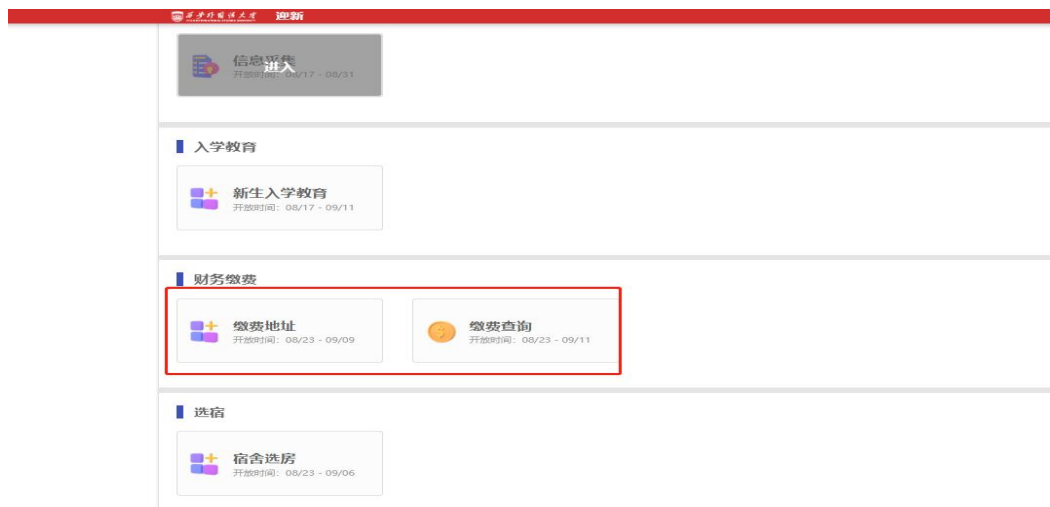 迎新
信息采集
进入
开放时间: 08/17 - 08/31
入学教育
新生入学教育
开放时间: 08/17 - 09/11
财务缴费
缴费地址
开放时间: 08/23 - 09/09
缴费查询
开放时间: 08/23 - 09/11
选宿
宿舍选房
开放时间: 08/23 - 09/06